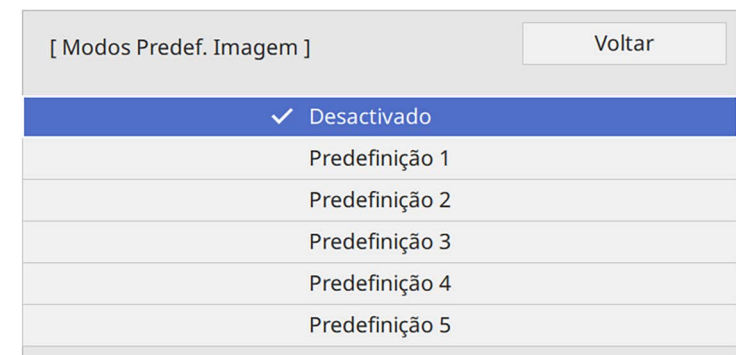 [ Modos Predef. Imagem ]
Voltar
Desactivado
Predefinição 1
Predefinição 2
Predefinição 3
Predefinição 4
Predefinição 5